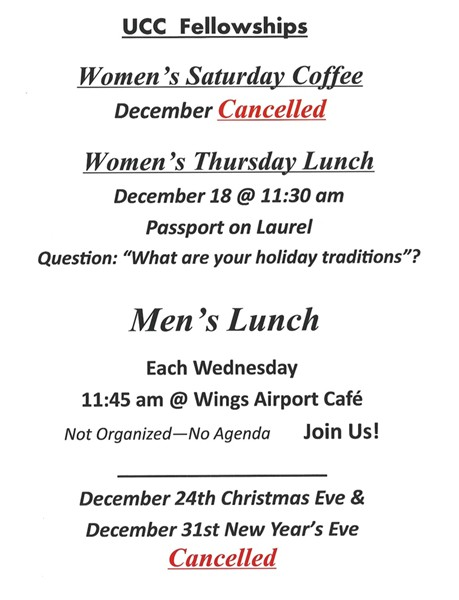 UCC Fellowships
Women's Saturday Coffee
December Cancelled
Women's Thursday Lunch
December 18 @ 11:30 am
Passport on Laurel
Question: “What are your holiday traditions”?
Men's Lunch
Each Wednesday
11:45 am @ Wings Airport Café
Not Organized—No Agenda Join Us!
December 24th Christmas Eve &
December 31st New Year's Eve
Cancelled